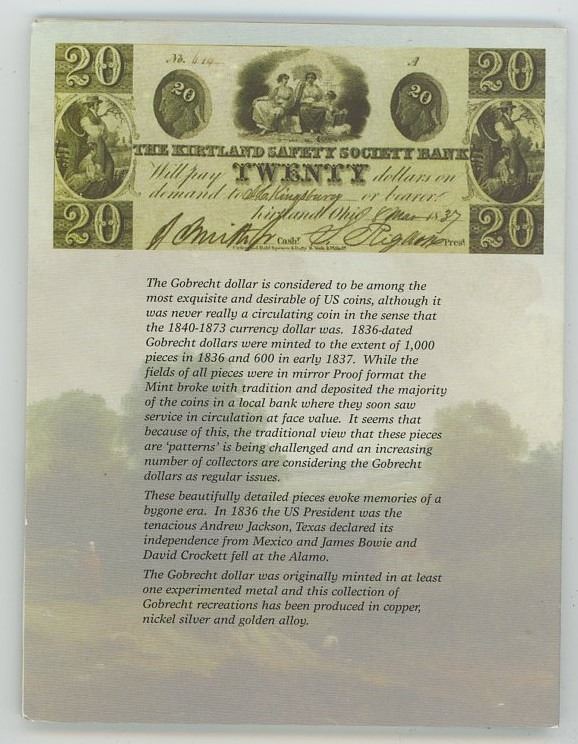 20 No. 619 A 20
20 20
THE KIRTLAND SAFETY SOCIETY BANK
Will pay TWENTY dollars on
demand to Kingsbury or bearer.
Kirtland Ohio 8 Mar 1837
J Smith Jr Cashr. S. Rigdon Prest
20 20
The Gobrecht dollar is considered to be among the
most exquisite and desirable of US coins, although it
was never really a circulating coin in the sense that
the 1840-1873 currency dollar was. 1836-dated
Gobrecht dollars were minted to the extent of 1,000
pieces in 1836 and 600 in early 1837. While the
fields of all pieces were in mirror Proof format the
Mint broke with tradition and deposited the majority
of the coins in a local bank where they soon saw
service in circulation at face value. It seems that
because of this, the traditional view that these pieces
are 'patterns' is being challenged and an increasing
number of collectors are considering the Gobrecht
dollars as regular issues.
These beautifully detailed pieces evoke memories of a
bygone era. In 1836 the US President was the
tenacious Andrew Jackson, Texas declared its
independence from Mexico and James Bowie and
David Crockett fell at the Alamo.
The Gobrecht dollar was originally minted in at least
one experimented metal and this collection of
Gobrecht recreations has been produced in copper,
nickel silver and golden alloy.